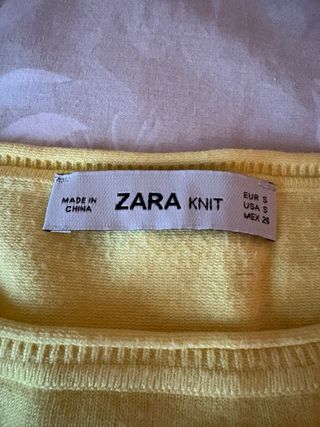 MADE IN
CHINA
ZARA KNIT
EUR S
USA S
MEX 26